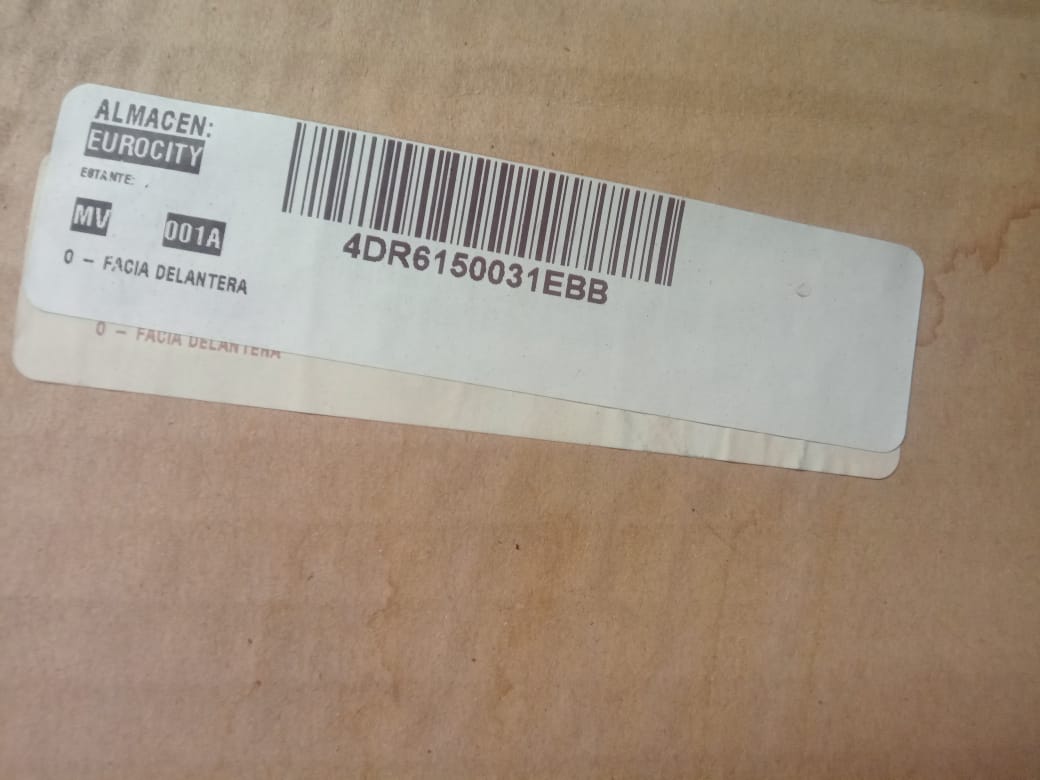 ALMACEN:
EUROCITY
ESTANTE:
MV 001A
0 - FACIA DELANTERA
4DR6150031EBB
0 - FACIA DELANTERA